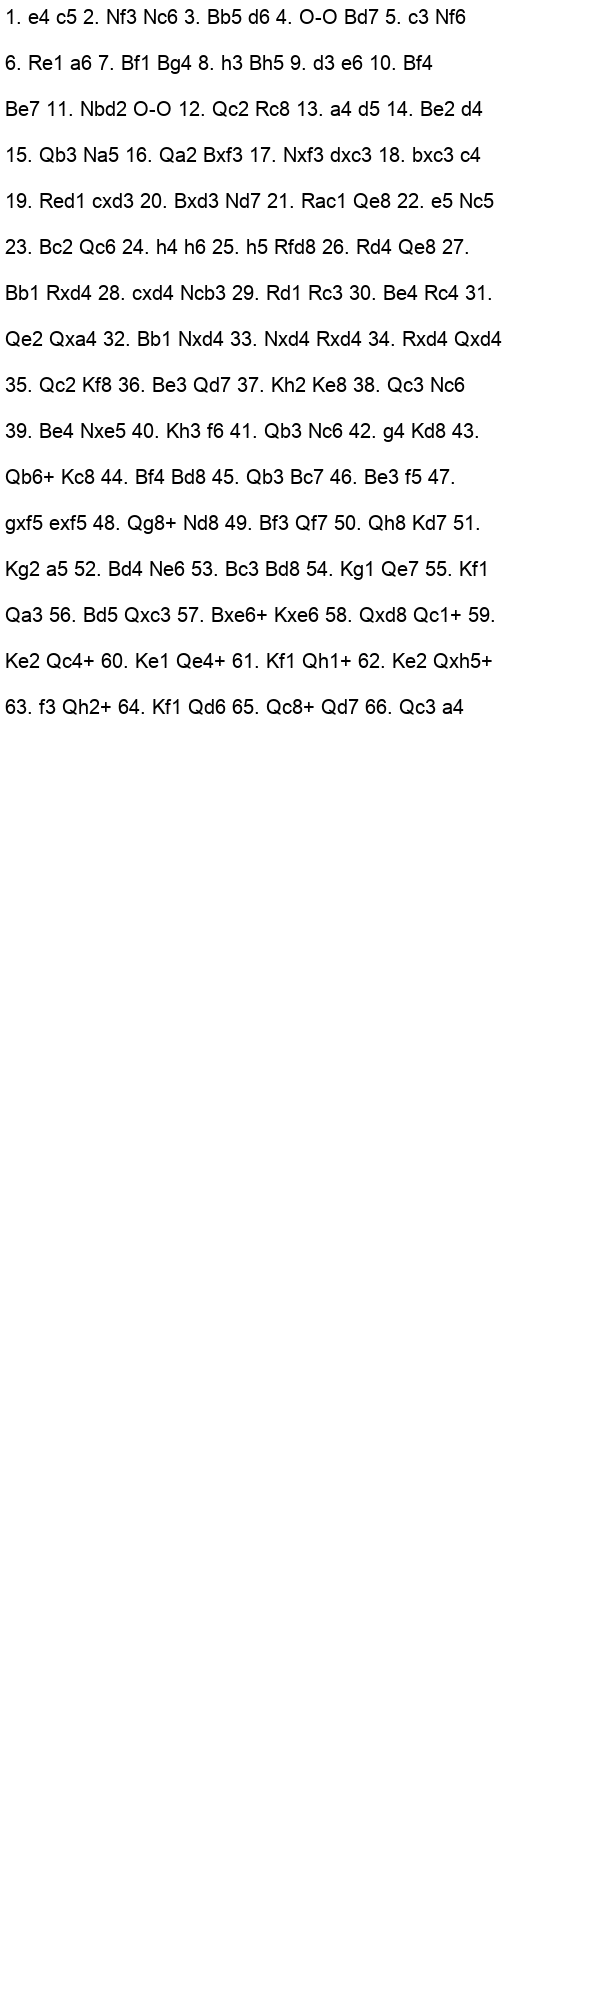 1. e4 c5 2. Nf3 Nc6 3. Bb5 d6 4. O-O Bd7 5. c3 Nf6
6. Re1 a6 7. Bf1 Bg4 8. h3 Bh5 9. d3 e6 10. Bf4
Be7 11. Nbd2 O-O 12. Qc2 Rc8 13. a4 d5 14. Be2 d4
15. Qb3 Na5 16. Qa2 Bxf3 17. Nxf3 dxc3 18. bxc3 c4
19. Red1 cxd3 20. Bxd3 Nd7 21. Rac1 Qe8 22. e5 Nc5
23. Bc2 Qc6 24. h4 h6 25. h5 Rfd8 26. Rd4 Qe8 27.
Bb1 Rxd4 28. cxd4 Ncb3 29. Rd1 Rc3 30. Be4 Rc4 31.
Qe2 Qxa4 32. Bb1 Nxd4 33. Nxd4 Rxd4 34. Rxd4 Qxd4
35. Qc2 Kf8 36. Be3 Qd7 37. Kh2 Ke8 38. Qc3 Nc6
39. Be4 Nxe5 40. Kh3 f6 41. Qb3 Nc6 42. g4 Kd8 43.
Qb6+ Kc8 44. Bf4 Bd8 45. Qb3 Bc7 46. Be3 f5 47.
gxf5 exf5 48. Qg8+ Nd8 49. Bf3 Qf7 50. Qh8 Kd7 51.
Kg2 a5 52. Bd4 Ne6 53. Bc3 Bd8 54. Kg1 Qe7 55. Kf1
Qa3 56. Bd5 Qxc3 57. Bxe6+ Kxe6 58. Qxd8 Qc1+ 59.
Ke2 Qc4+ 60. Ke1 Qe4+ 61. Kf1 Qh1+ 62. Ke2 Qxh5+
63. f3 Qh2+ 64. Kf1 Qd6 65. Qc8+ Qd7 66. Qc3 a4